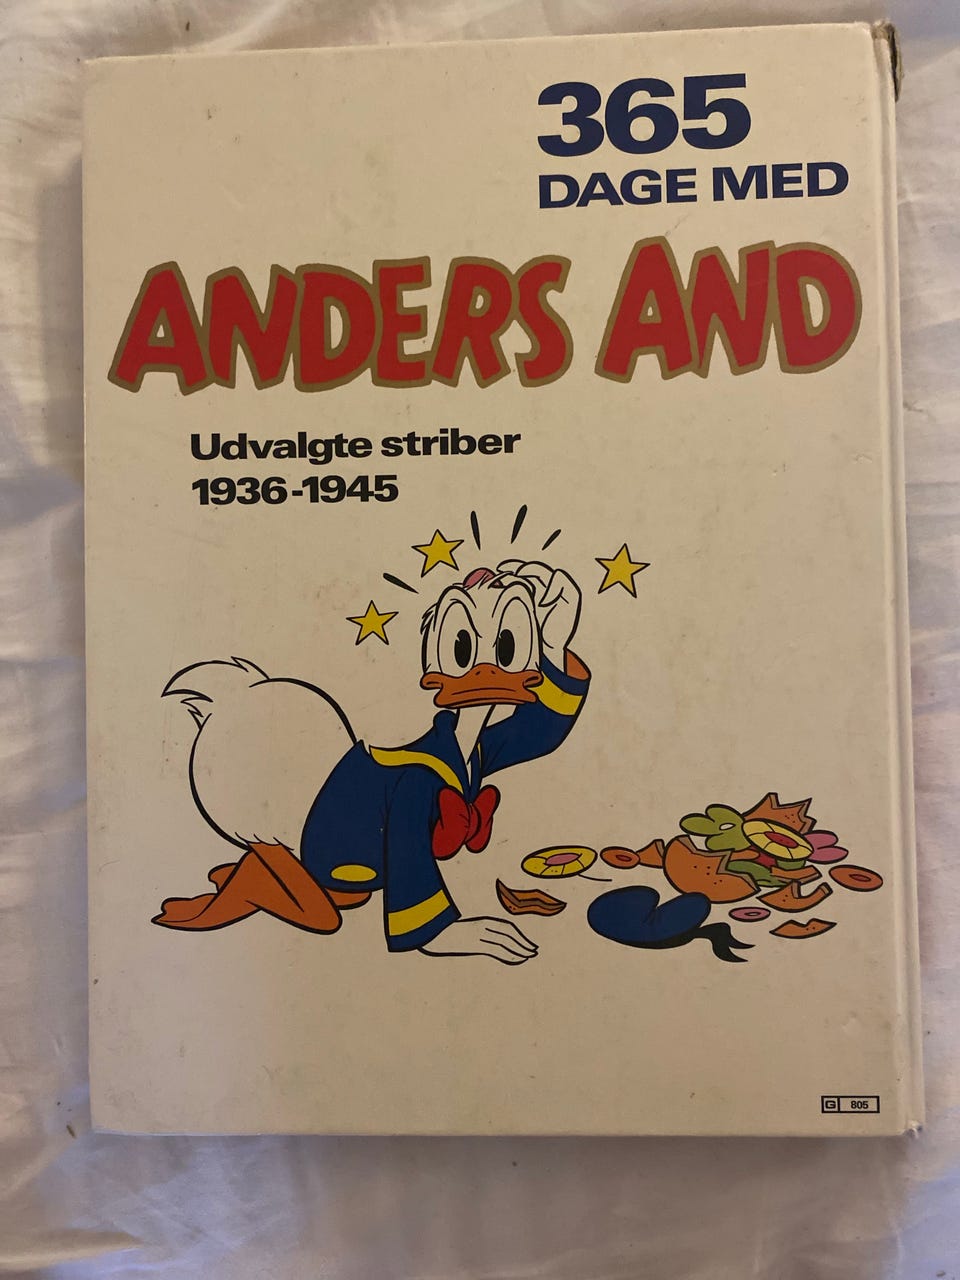 365
DAGE MED
ANDERS AND
Udvalgte striber
1936-1945
G 805